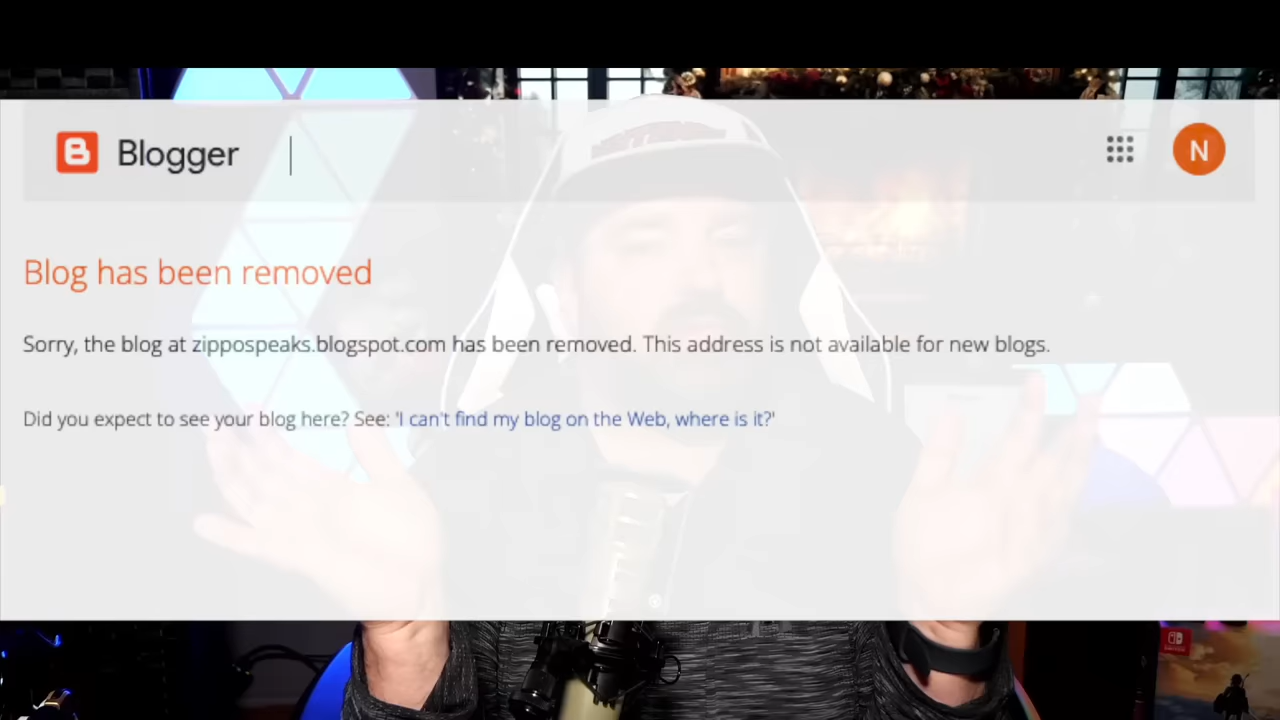 Blogger
N
Blog has been removed
Sorry, the blog at zippospeaks.blogspot.com has been removed. This address is not available for new blogs.
Did you expect to see your blog here? See: 'I can't find my blog on the Web, where is it?'